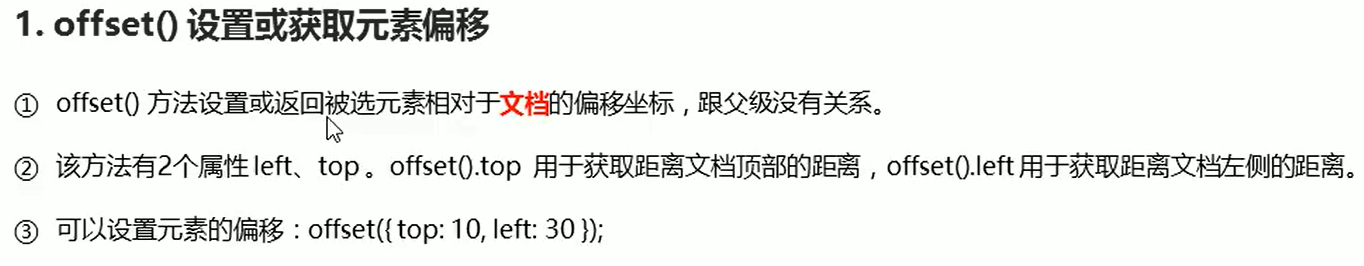 1. offset() 设置或获取元素偏移
① offset() 方法设置或返回被选元素相对于文档的偏移坐标，跟父级没有关系。
② 该方法有2个属性 left、top 。offset().top 用于获取距离文档顶部的距离，offset().left 用于获取距离文档左侧的距离。
③ 可以设置元素的偏移：offset({ top: 10, left: 30 });